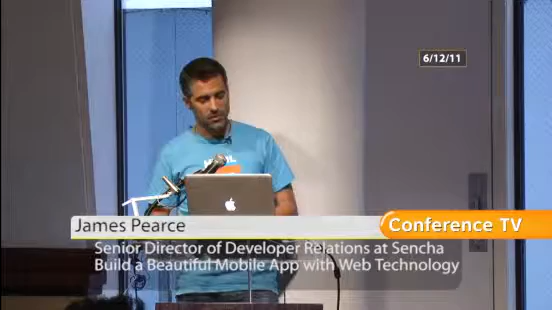 6/12/11
James Pearce
Conference TV
Senior Director of Developer Relations at Sencha
Build a Beautiful Mobile App with Web Technology